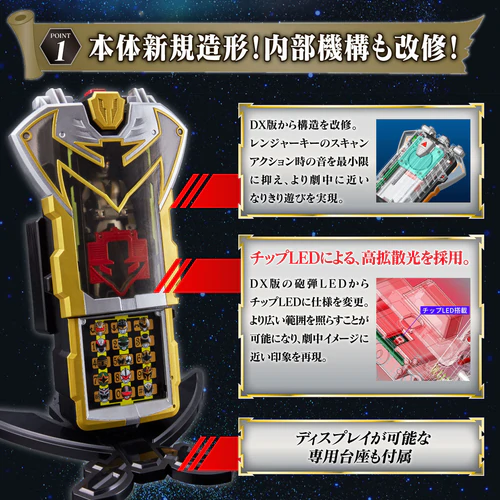 POINT
1
本体新規造形!内部機構も改修!
DX版から構造を改修。
レンジャーキーのスキャン
アクション時の音を最小限
に抑え、より劇中に近い
なりきり遊びを実現。
チップLEDによる、高拡散光を採用。
DX版の砲弾LEDから
チップLEDに仕様を変更。
より広い範囲を照らすことが
可能になり、劇中イメージに
近い印象を再現。
チップLED搭載
ディスプレイが可能な
専用台座も付属